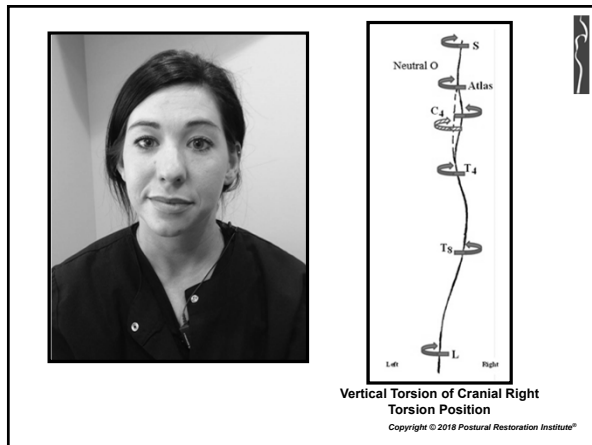 S
Neutral O
Atlas
C4
T4
T8
L
Left Right
Vertical Torsion of Cranial Right
Torsion Position
Copyright © 2018 Postural Restoration Institute®